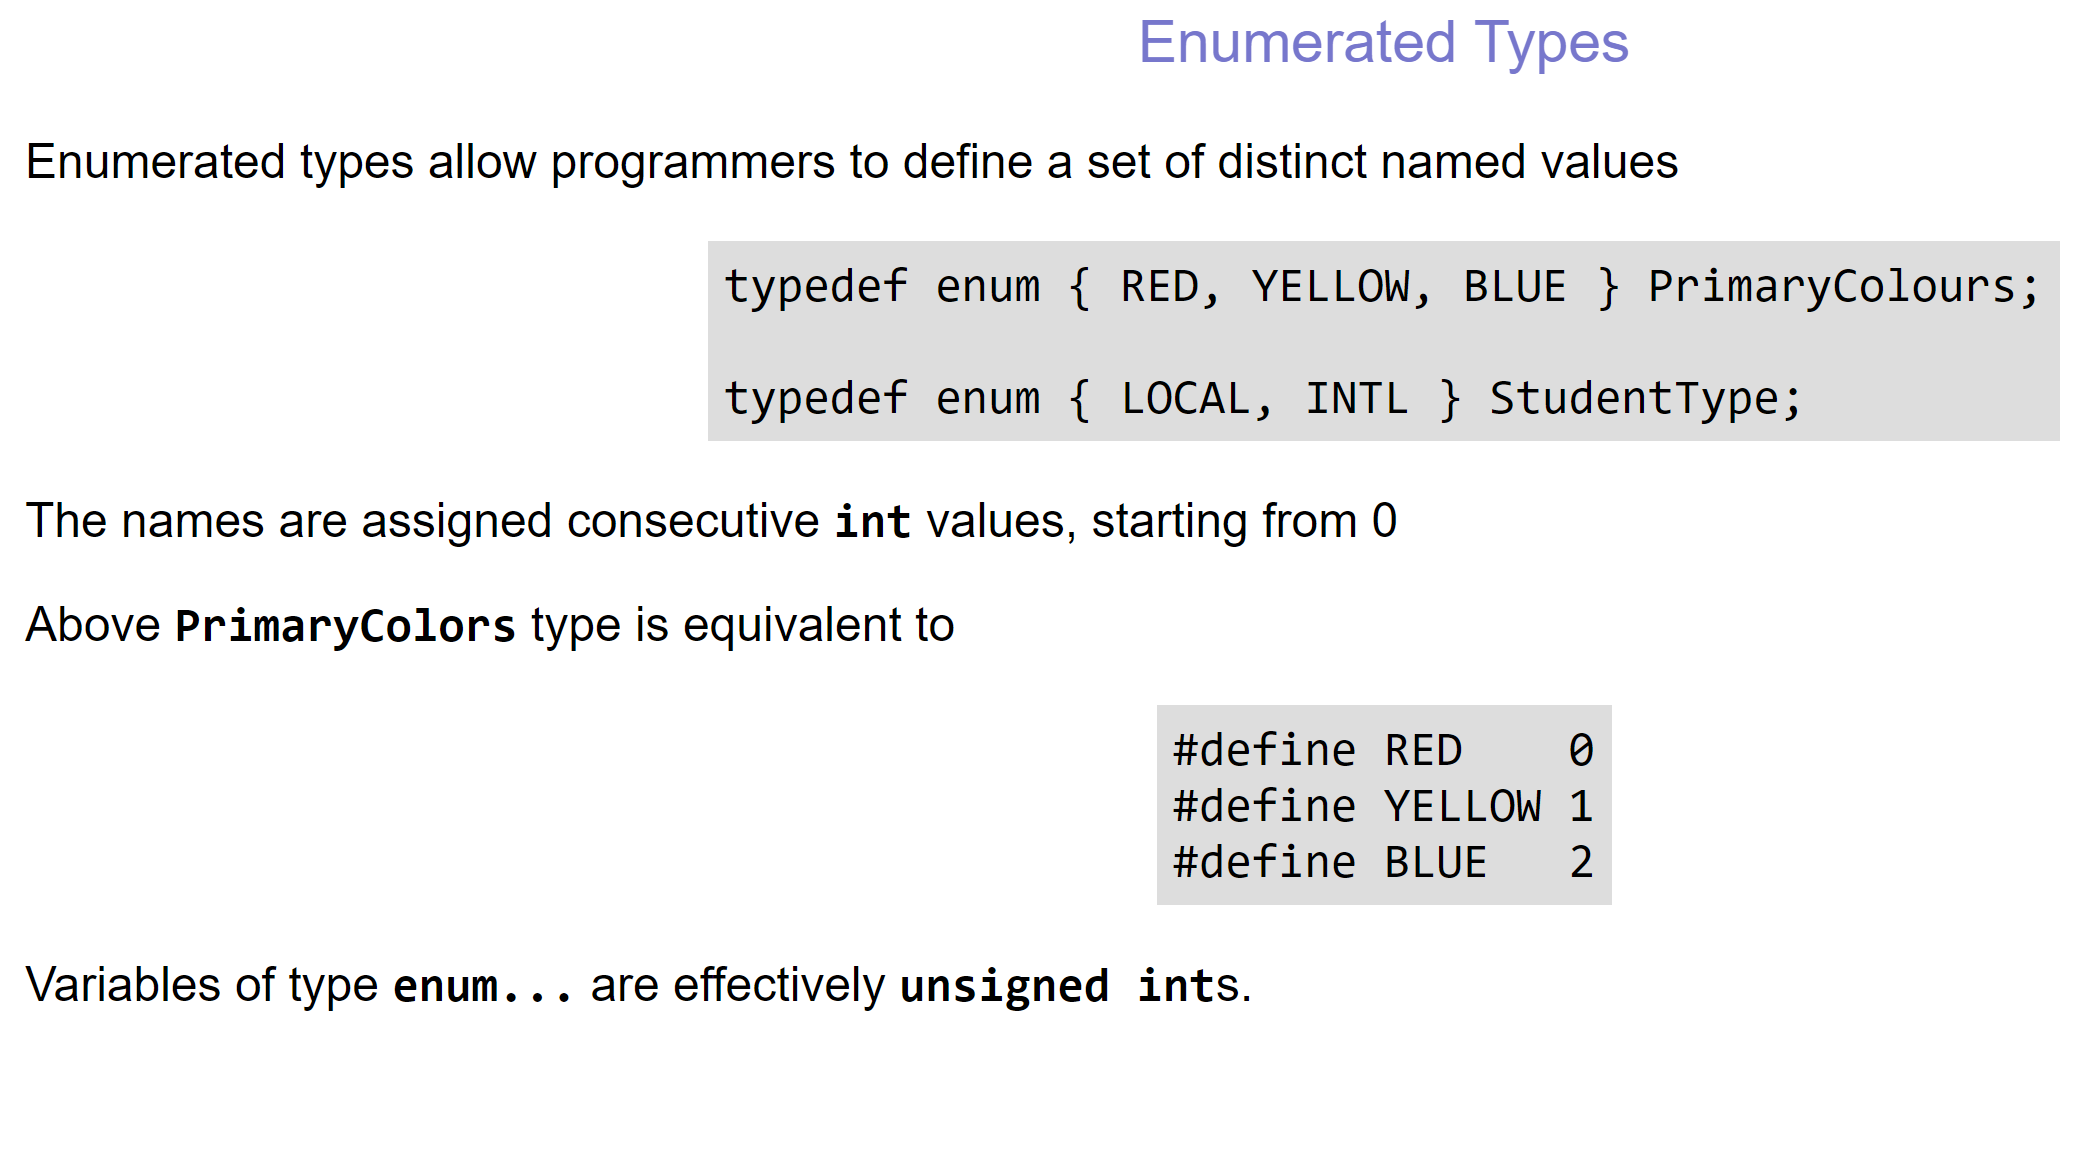 Enumerated Types
Enumerated types allow programmers to define a set of distinct named values
typedef enum { RED, YELLOW, BLUE } PrimaryColours;
typedef enum { LOCAL, INTL } StudentType;
The names are assigned consecutive int values, starting from 0
Above PrimaryColors type is equivalent to
#define RED    0
#define YELLOW 1
#define BLUE   2
Variables of type enum... are effectively unsigned ints.